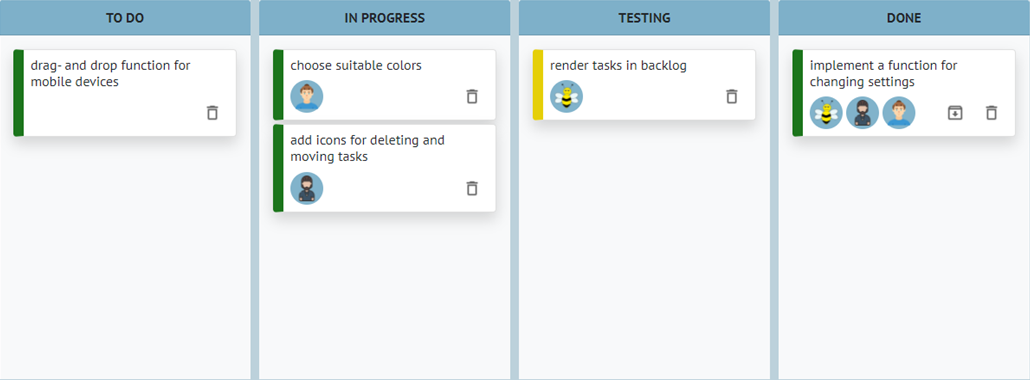 TO DO
drag- and drop function for
mobile devices
IN PROGRESS
choose suitable colors
add icons for deleting and
moving tasks
TESTING
render tasks in backlog
DONE
implement a function for
changing settings